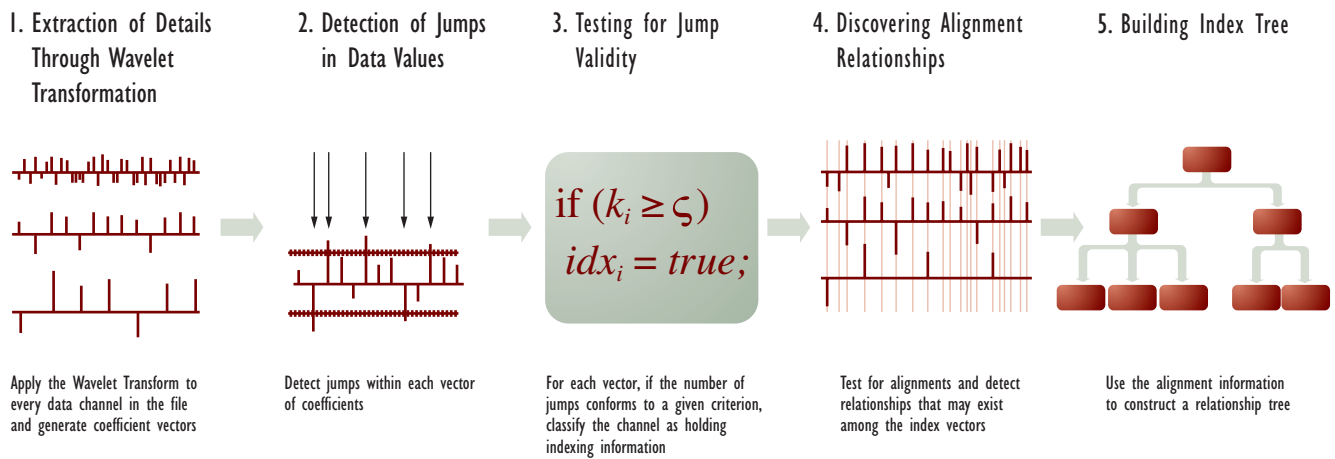 1. Extraction of Details
Through Wavelet
Transformation
2. Detection of Jumps
in Data Values
3. Testing for Jump
Validity
4. Discovering Alignment
Relationships
5. Building Index Tree
if (kᵢ ≥ ς)
idxᵢ = true;
Apply the Wavelet Transform to
every data channel in the file
and generate coefficient vectors
Detect jumps within each vector
of coefficients
For each vector, if the number of
jumps conforms to a given criterion,
classify the channel as holding
indexing information
Test for alignments and detect
relationships that may exist
among the index vectors
Use the alignment information
to construct a relationship tree